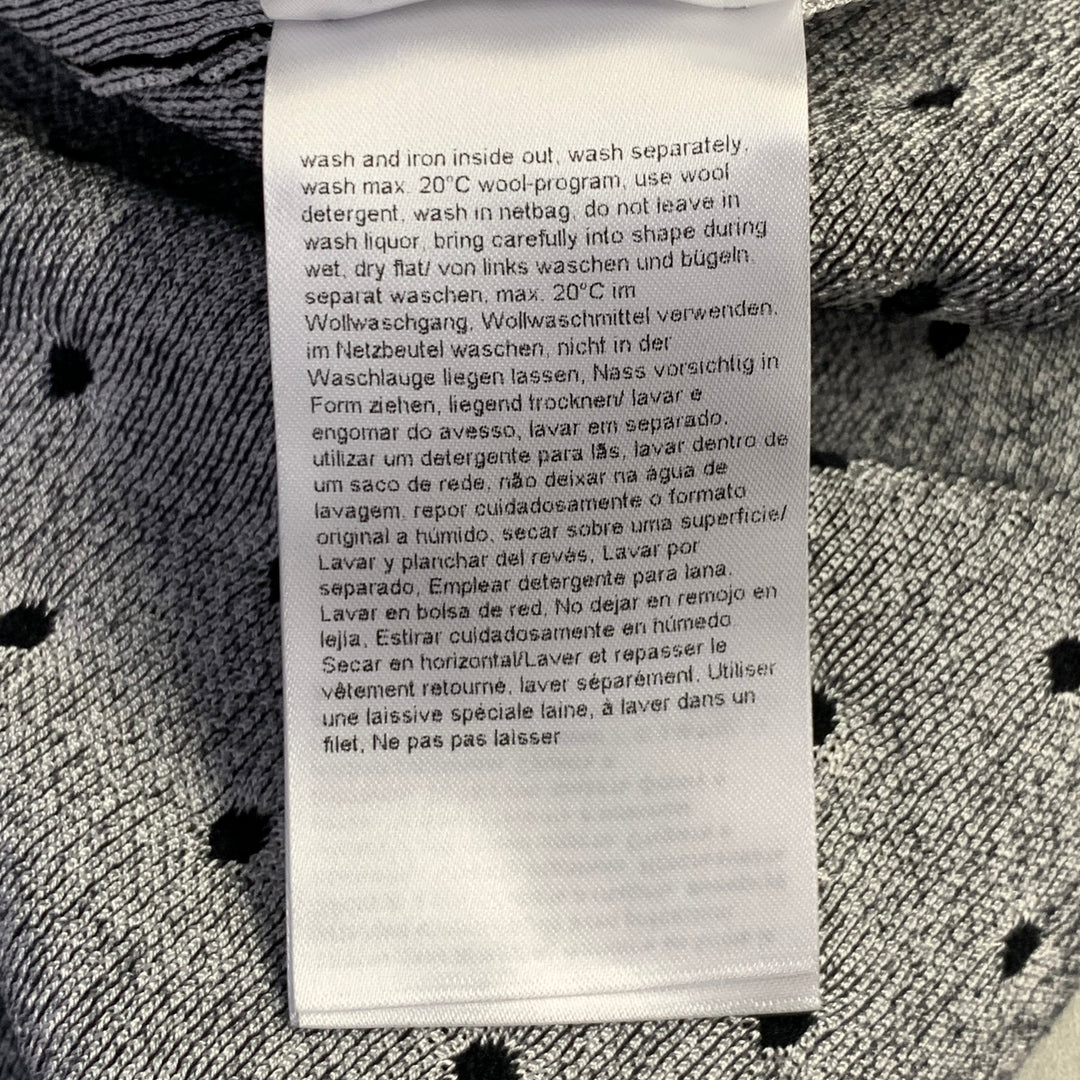 wash and iron inside out, wash separately,
wash max. 20°C wool-program, use wool
detergent, wash in netbag, do not leave in
wash liquor, bring carefully into shape during
wet, dry flat/ von links waschen und bügeln,
separat waschen, max. 20°C im
Wollwaschgang, Wollwaschmittel verwenden,
im Netzbeutel waschen, nicht in der
Waschlauge liegen lassen, Nass vorsichtig in
Form ziehen, liegend trocknen/ lavar e
engomar do avesso, lavar em separado,
utilizar um detergente para lãs, lavar dentro de
um saco de rede, não deixar na água de
lavagem, repor cuidadosamente o formato
original a húmido, secar sobre uma superfície/
Lavar y planchar del revés, Lavar por
separado, Emplear detergente para lana,
Lavar en bolsa de red, No dejar en remojo en
lejía, Estirar cuidadosamente en húmedo
Secar en horizontal/Laver et repasser le
vêtement retourné, laver séparément, Utiliser
une laissive spéciale laine, à laver dans un
filet, Ne pas pas laisser